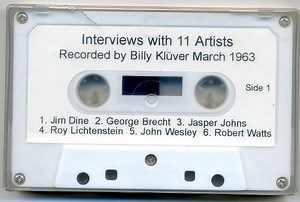 Interviews with 11 Artists
Recorded by Billy Klüver March 1963
Side 1
1. Jim Dine 2. George Brecht 3. Jasper Johns
4. Roy Lichtenstein 5. John Wesley 6. Robert Watts